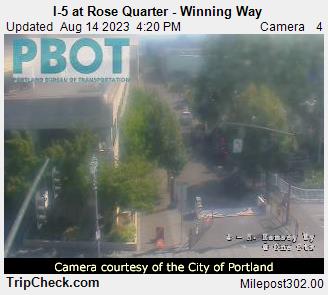 I-5 at Rose Quarter - Winning Way
Updated Aug 14 2023 4:20 PM Camera 4
PBOT
PORTLAND BUREAU OF TRANSPORTATION
Camera courtesy of the City of Portland
TripCheck.com Milepost302.00